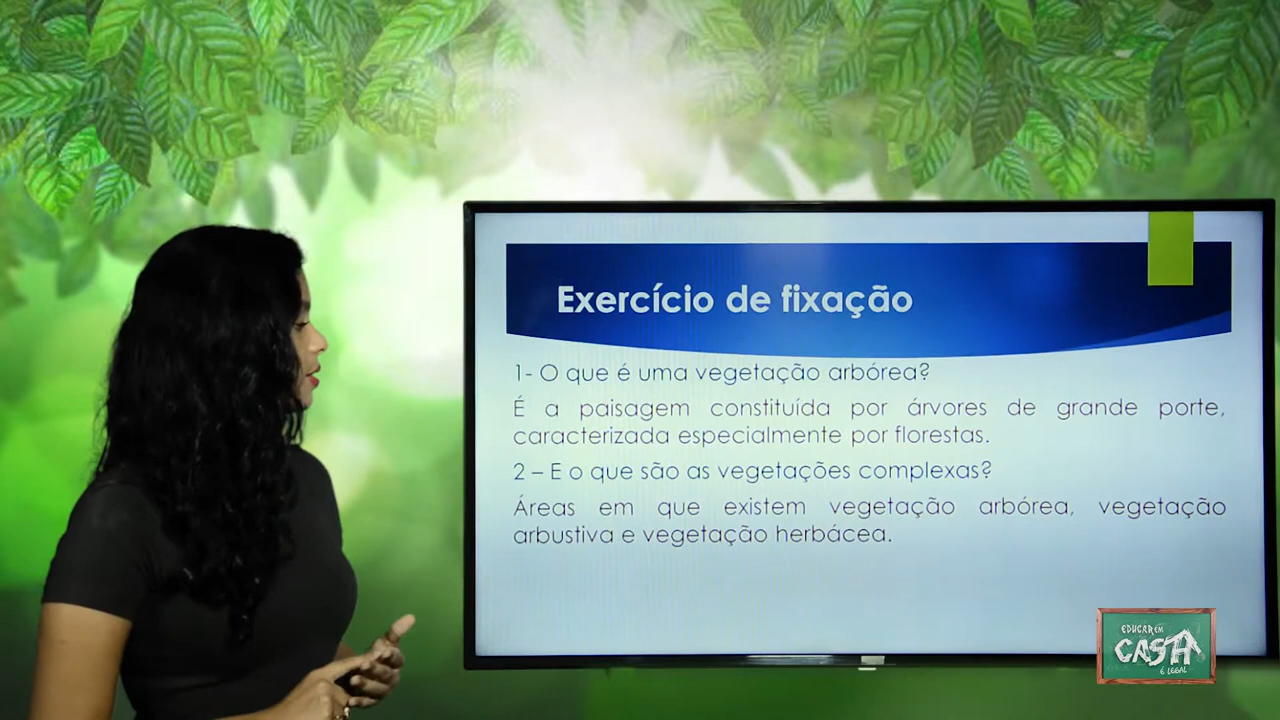 Exercício de fixação
1- O que é uma vegetação arbórea?
É a paisagem constituída por árvores de grande porte,
caracterizada especialmente por florestas.
2 – E o que são as vegetações complexas?
Áreas em que existem vegetação arbórea, vegetação
arbustiva e vegetação herbácea.
EDUCAR EM
CASA
É LEGAL